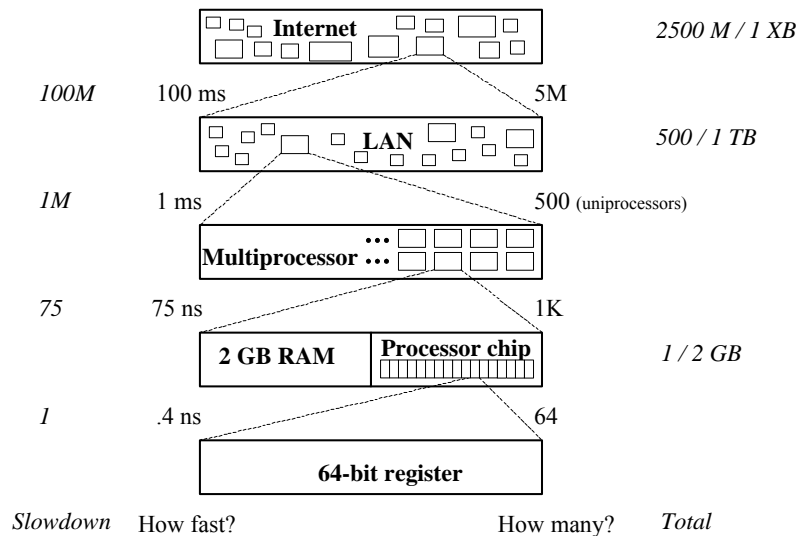 Internet
2500 M / 1 XB
100M 100 ms 5M
LAN
500 / 1 TB
1M 1 ms 500 (uniprocessors)
Multiprocessor
75 75 ns 1K
2 GB RAM Processor chip
1 / 2 GB
1 .4 ns 64
64-bit register
Slowdown How fast? How many? Total